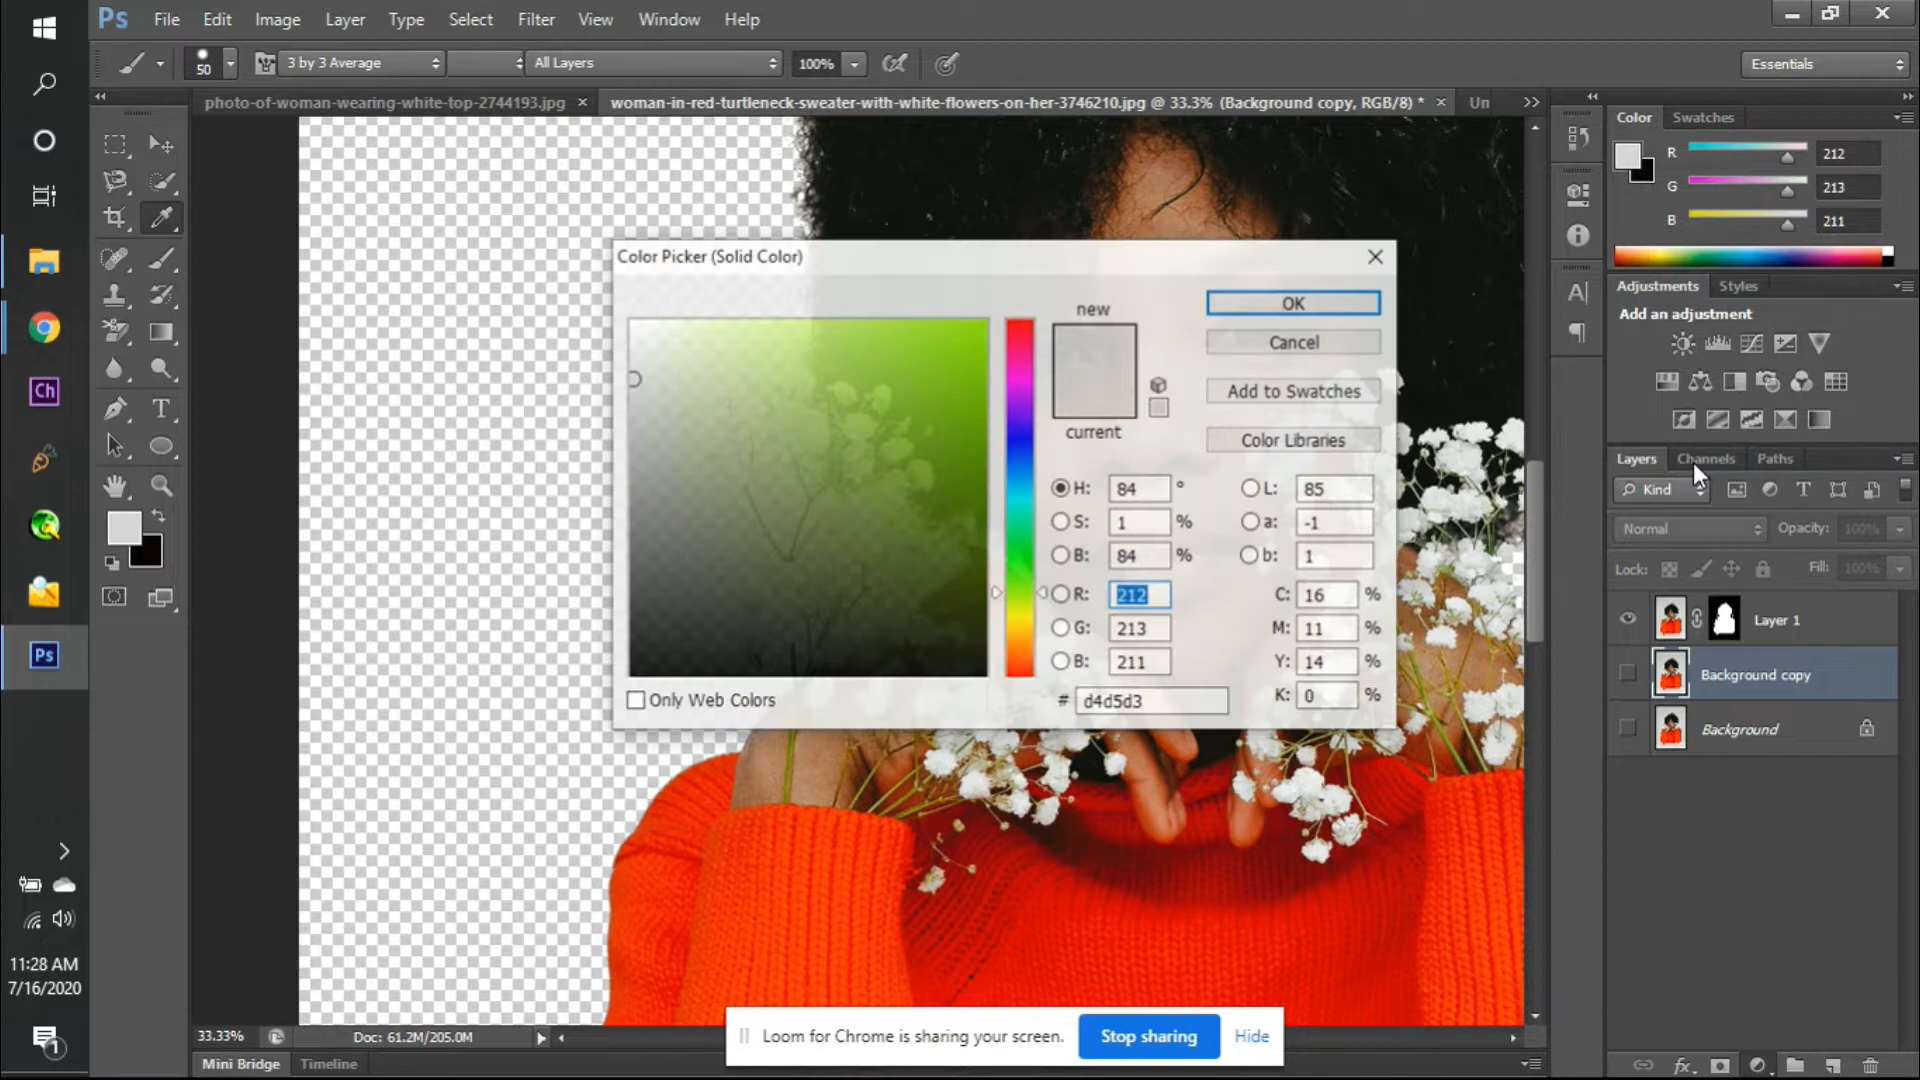 Ps File Edit Image Layer Type Select Filter View Window Help
50 3 by 3 Average All Layers 100% Essentials
photo-of-woman-wearing-white-top-2744193.jpg × woman-in-red-turtleneck-sweater-with-white-flowers-on-her-3746210.jpg @ 33.3% (Background copy, RGB/8) * × Un
Color Swatches
R 212
G 213
B 211
Adjustments Styles
Add an adjustment
Color Picker (Solid Color)
new
current
OK
Cancel
Add to Swatches
Color Libraries
H: 84 °
S: 1 %
B: 84 %
R: 212
G: 213
B: 211
# d4d5d3
L: 85
a: -1
b: 1
C: 16 %
M: 11 %
Y: 14 %
K: 0 %
Only Web Colors
Layers Channels Paths
Kind
Normal Opacity: 100%
Lock: Fill: 100%
Layer 1
Background copy
Background
Ch
Ps
11:28 AM
7/16/2020
1
33.33% Doc: 61.2M/205.0M
Mini Bridge Timeline
Loom for Chrome is sharing your screen. Stop sharing Hide
fx